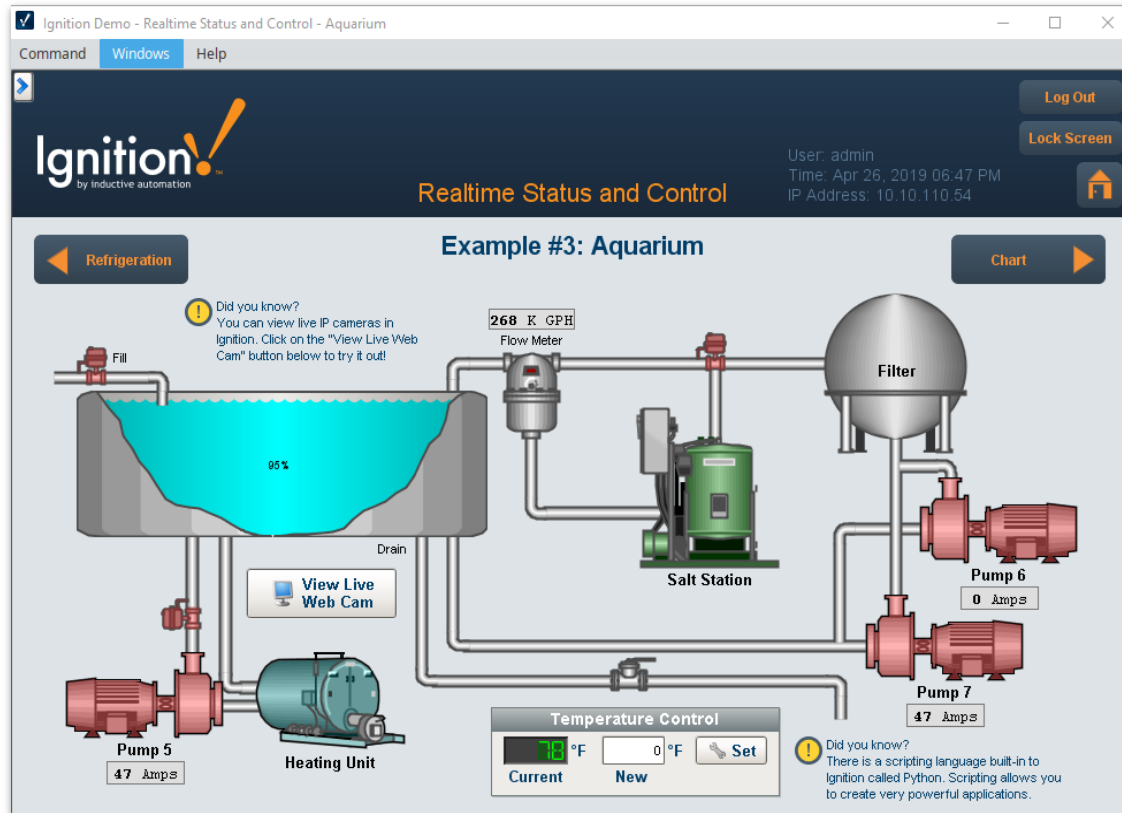 Ignition Demo - Realtime Status and Control - Aquarium
Command Windows Help
Log Out
Lock Screen
Ignition!™
by inductive automation
Realtime Status and Control
User: admin
Time: Apr 26, 2019 06:47 PM
IP Address: 10.10.110.54
Refrigeration
Example #3: Aquarium
Chart
Did you know?
You can view live IP cameras in
Ignition. Click on the "View Live Web
Cam" button below to try it out!
268 K GPH
Flow Meter
Fill
Filter
95%
Drain
View Live
Web Cam
Salt Station
Pump 6
0 Amps
Pump 7
47 Amps
Pump 5
47 Amps
Heating Unit
Temperature Control
78 °F 0 °F Set
Current New
Did you know?
There is a scripting language built-in to
Ignition called Python. Scripting allows you
to create very powerful applications.